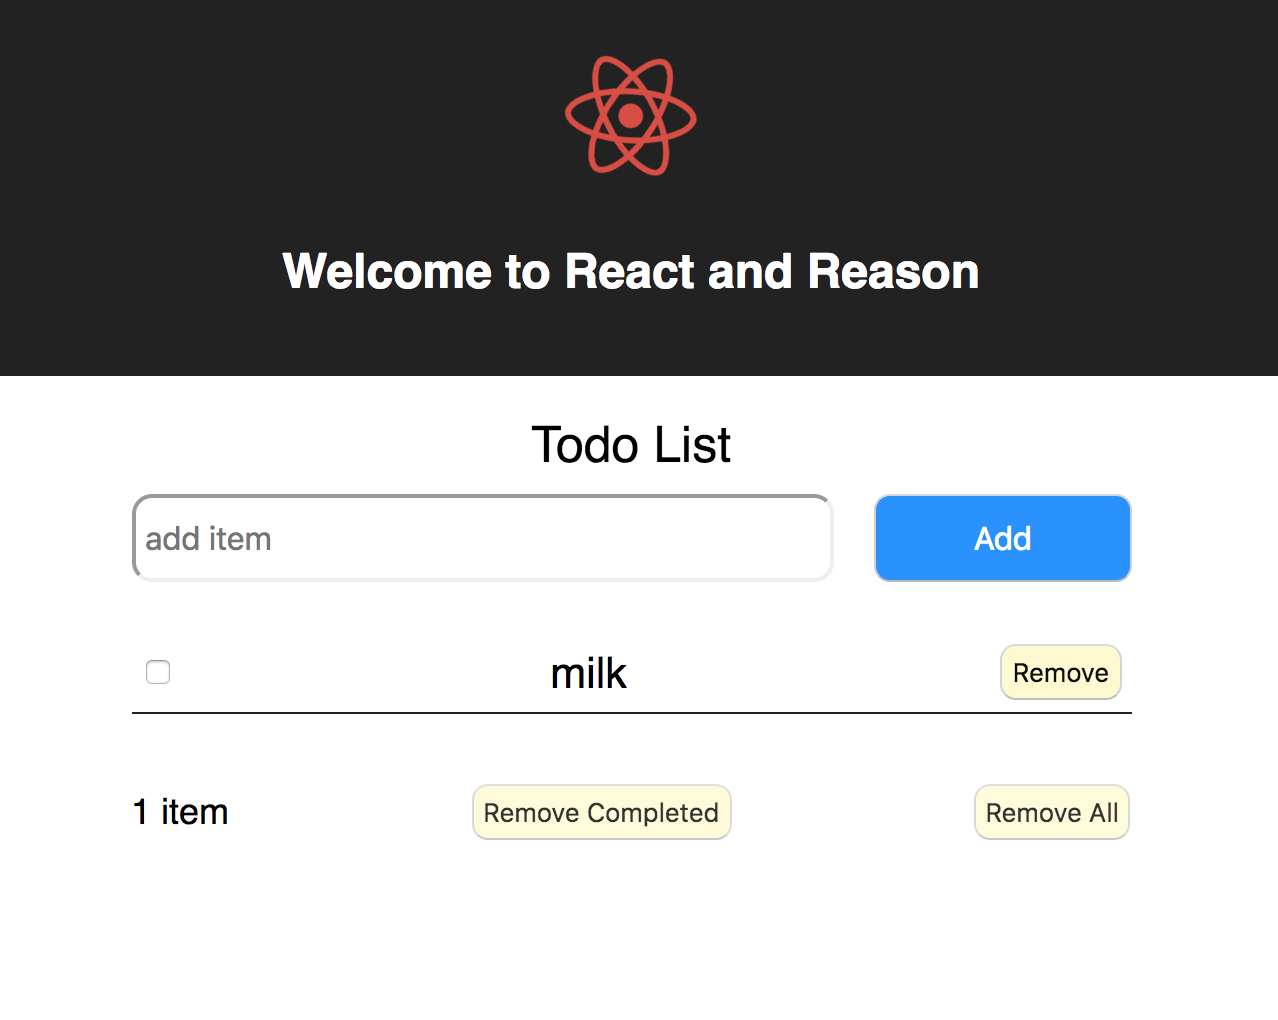 Welcome to React and Reason
Todo List
add item
Add
milk
Remove
1 item
Remove Completed
Remove All